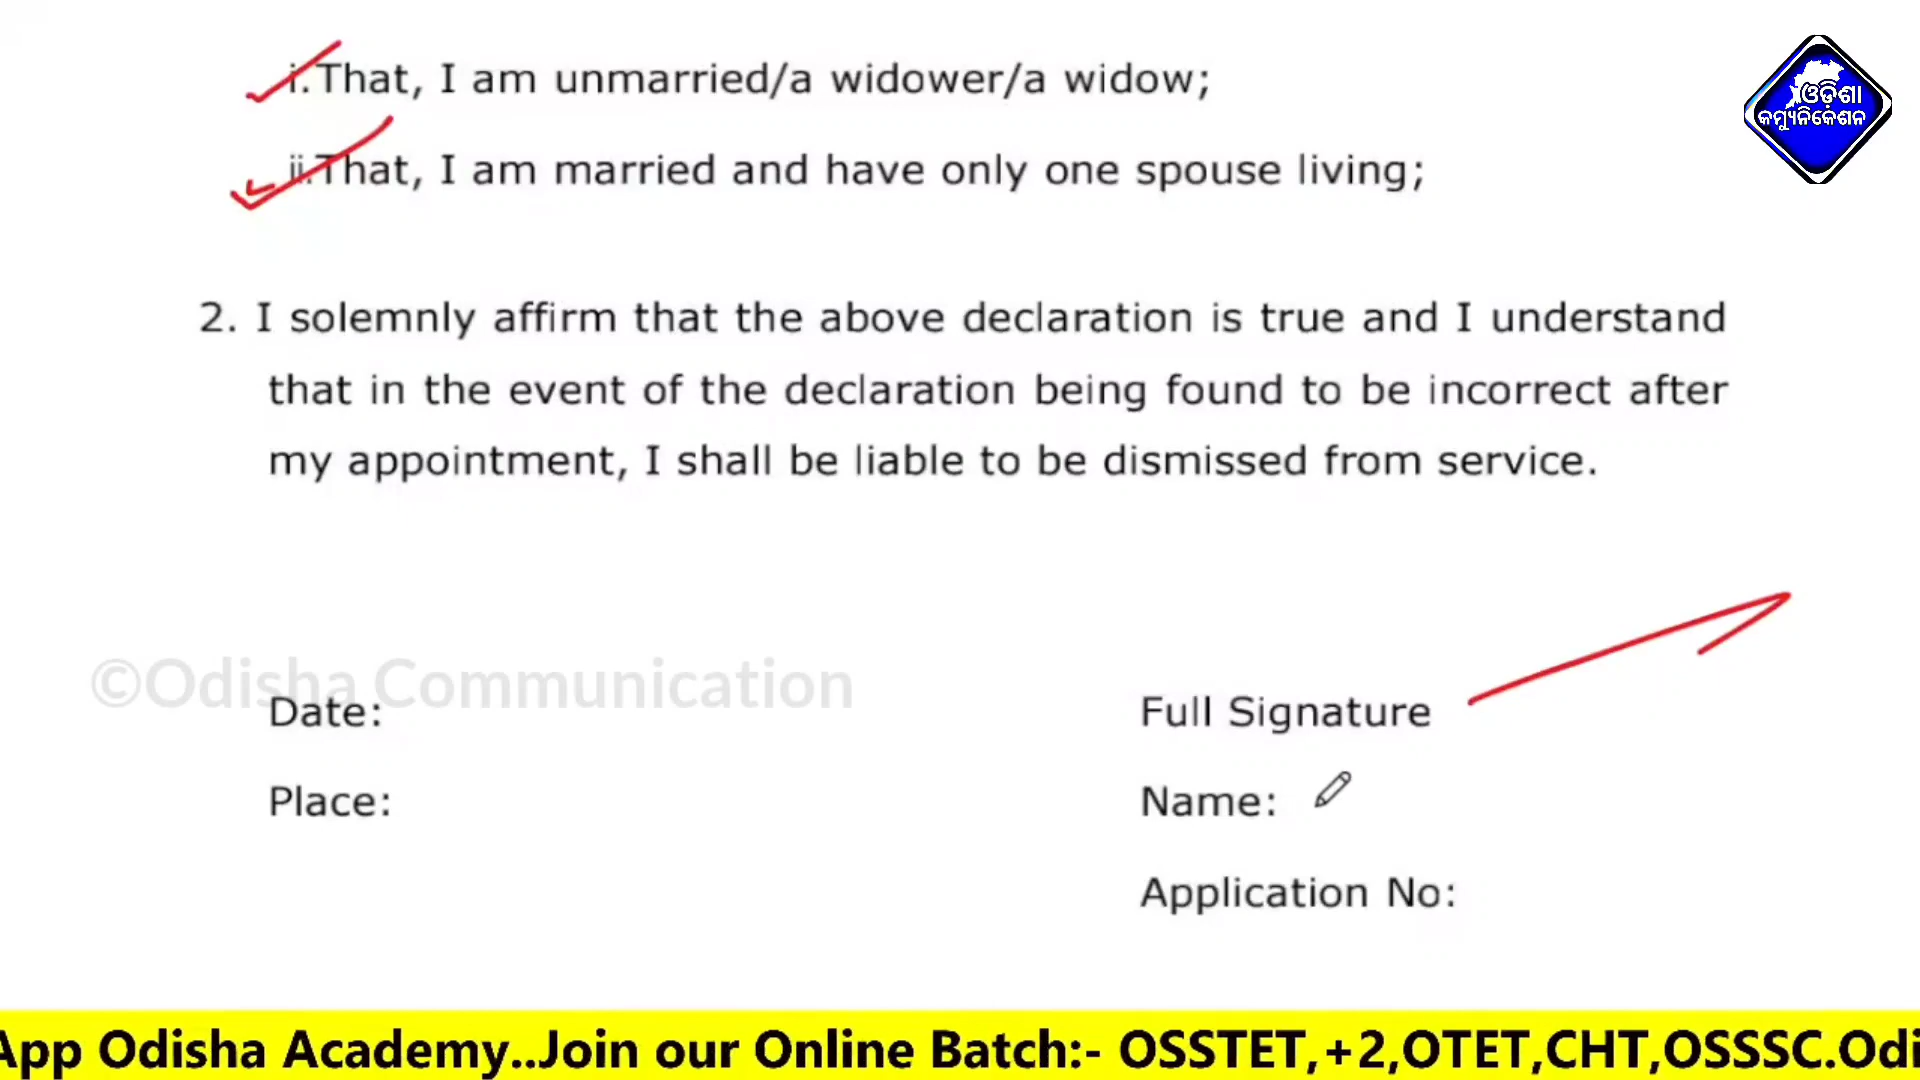 i. That, I am unmarried/a widower/a widow;
ଓଡ଼ିଶା
କମ୍ୟୁନିକେଶନ
ii. That, I am married and have only one spouse living;
2. I solemnly affirm that the above declaration is true and I understand
that in the event of the declaration being found to be incorrect after
my appointment, I shall be liable to be dismissed from service.
©Odisha Communication
Date:
Full Signature
Place:
Name:
Application No:
App Odisha Academy..Join our Online Batch:- OSSTET,+2,OTET,CHT,OSSSC.Odi